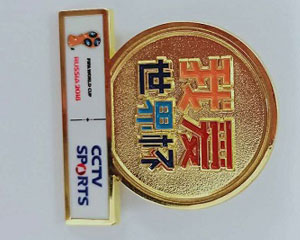 我爱
世界杯
FIFA WORLD CUP
RUSSIA 2018
CCTV
SPORTS